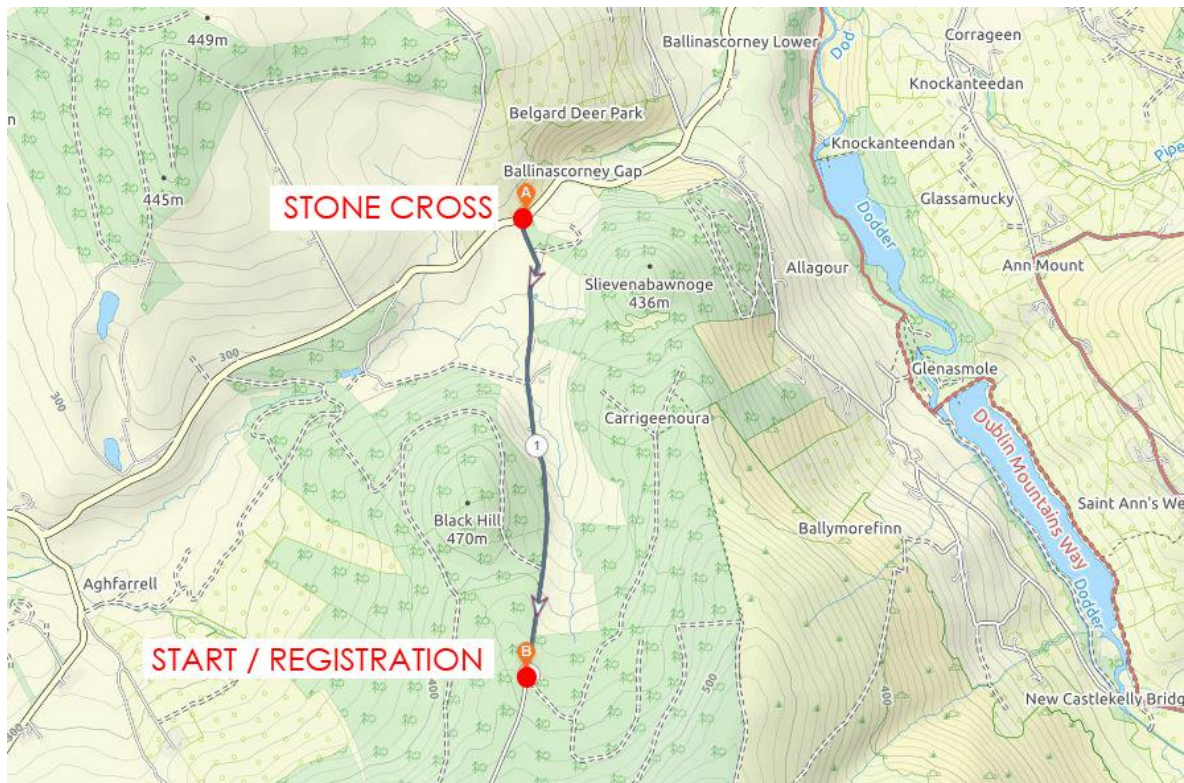 449m
Ballinascorney Lower
Dod
Corrageen
Knockanteedan
Belgard Deer Park
Knockanteendan
Pipe
445m
Ballinascorney Gap
A
STONE CROSS
Glassamucky
Dodder
Allagour
Ann Mount
Slievenabawnoge
436m
300
300
Glenasmole
Carrigeenoura
1
Dublin Mountains Way
Black Hill
470m
Ballymorefinn
Saint Ann's We
Aghfarrell
Dodder
START / REGISTRATION
B
400
500
400
New Castlekelly Bridg